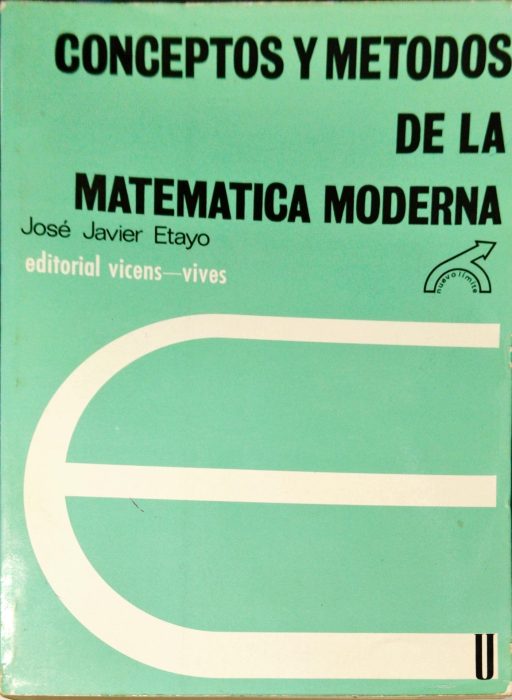 CONCEPTOS Y METODOS
DE LA
MATEMATICA MODERNA
José Javier Etayo
editorial vicens—vives
nuevo límite
U